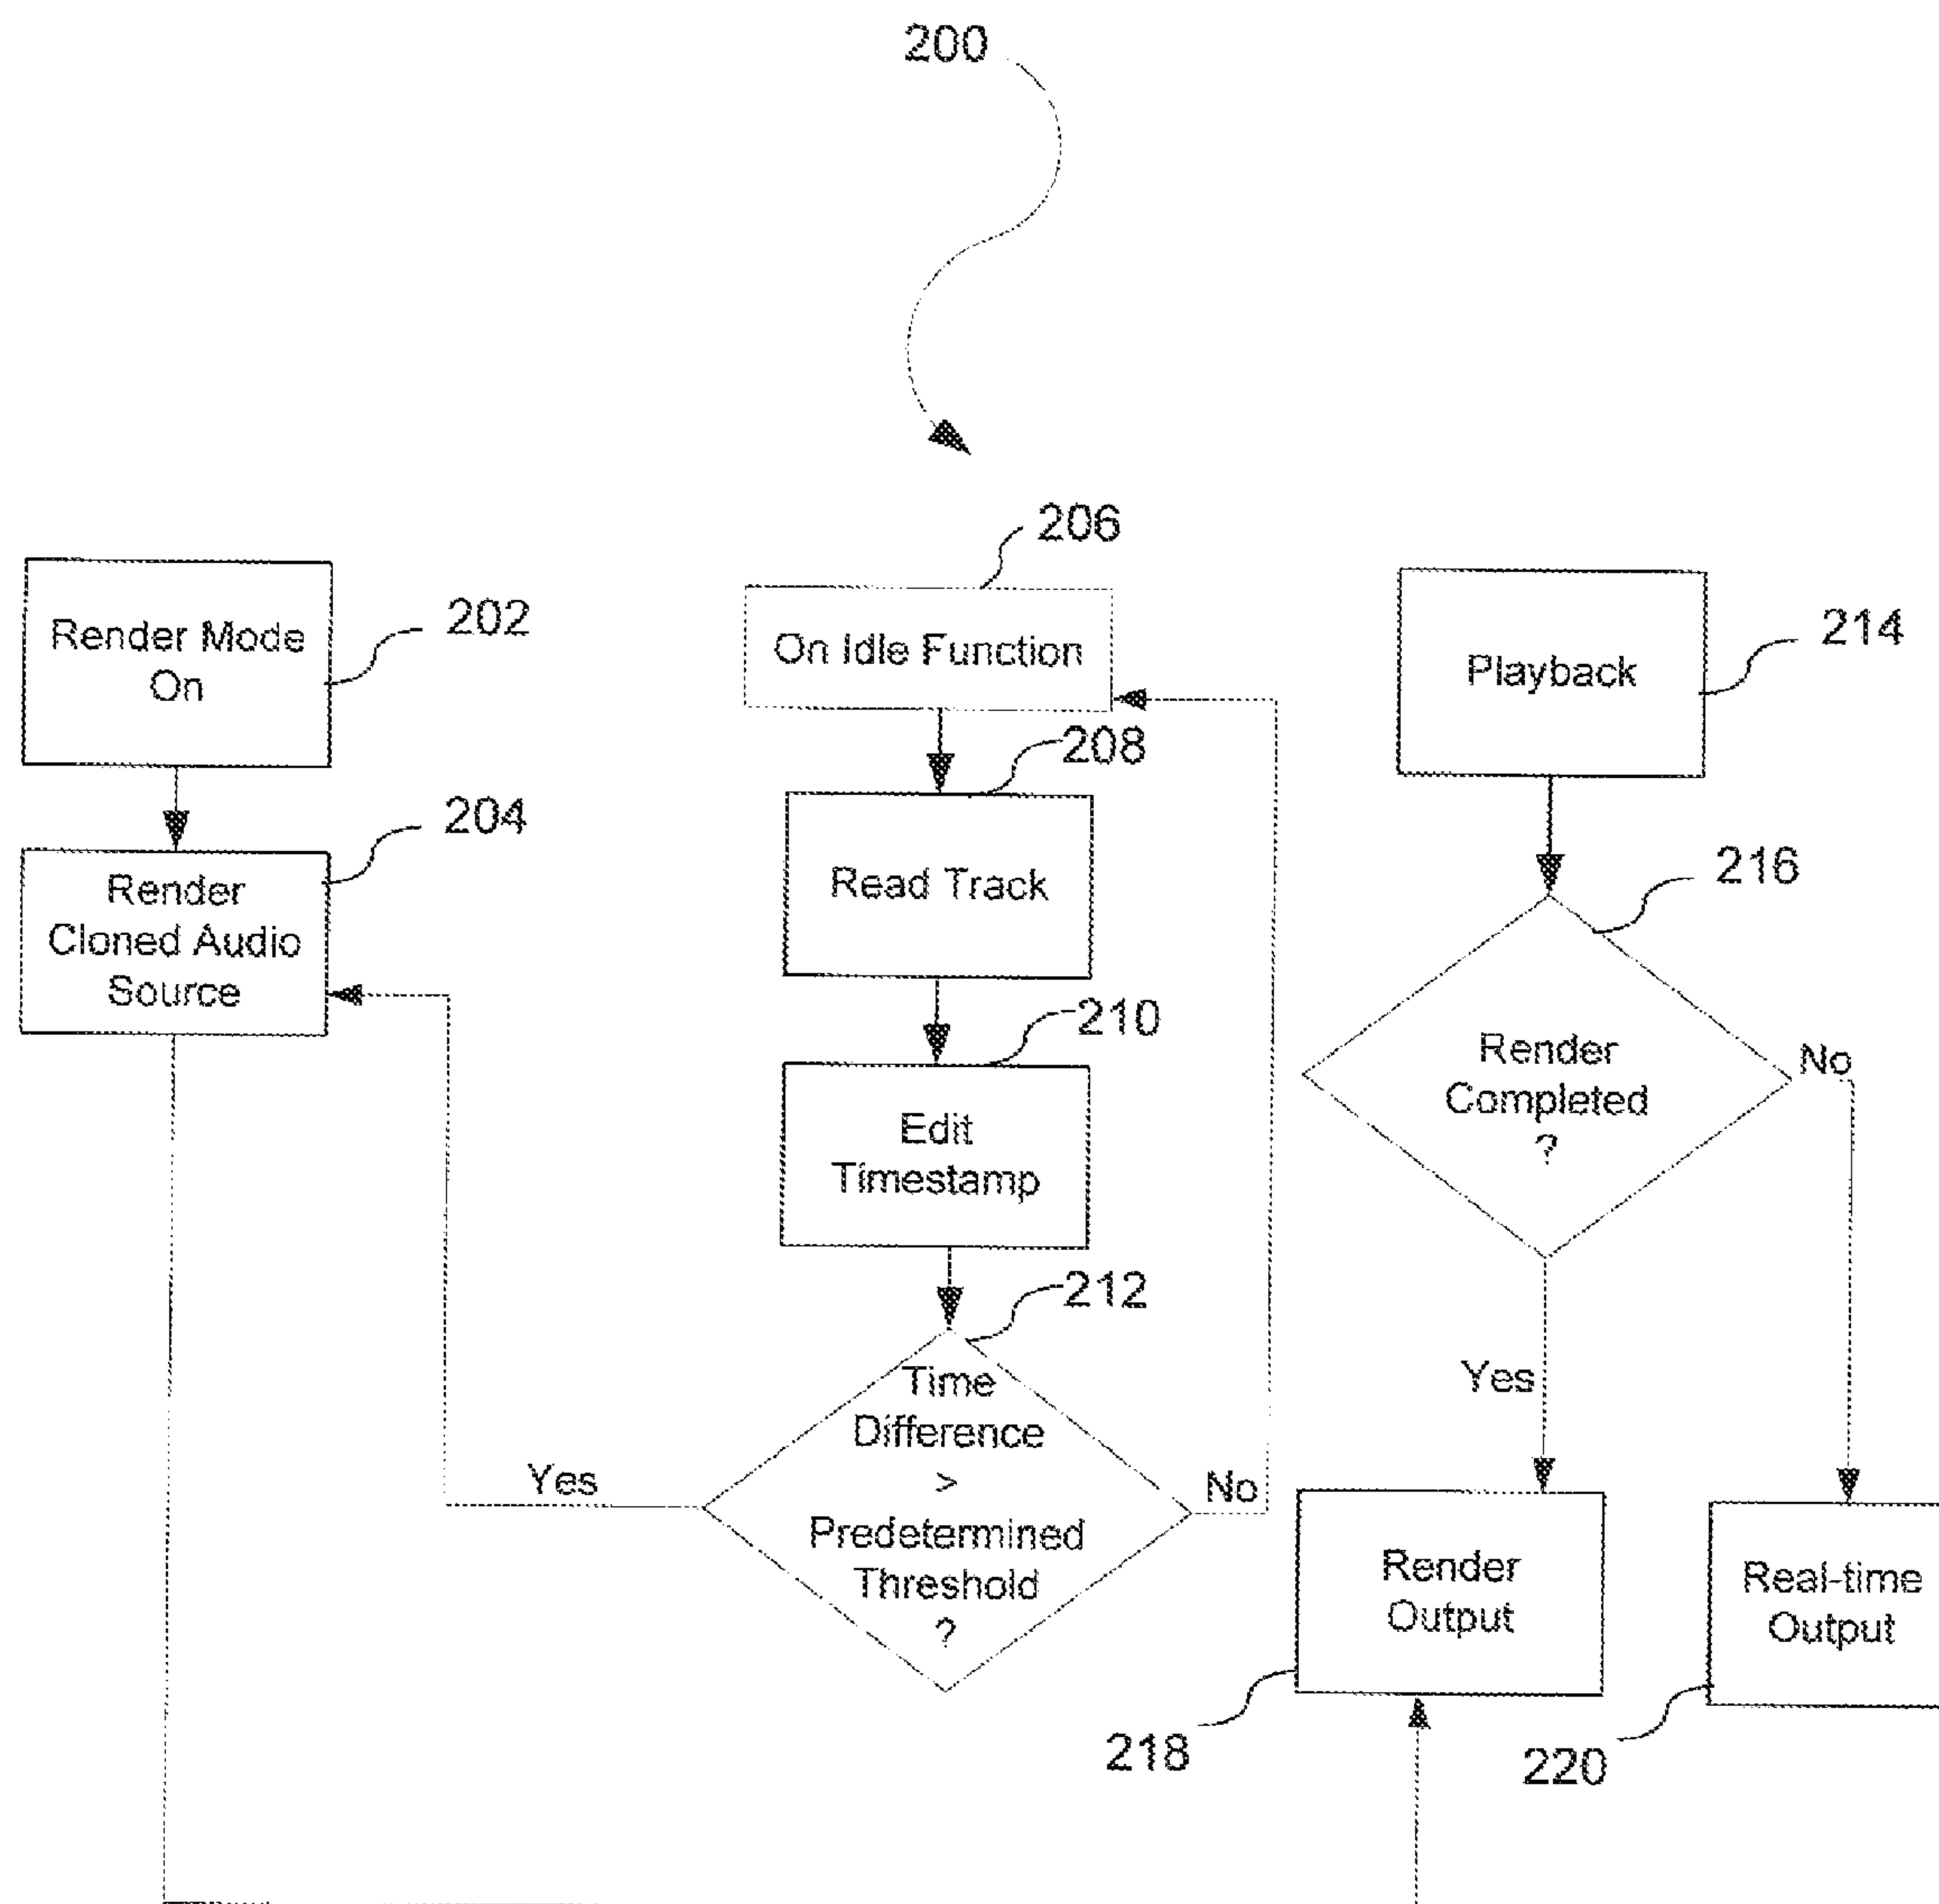 200
206
On Idle Function
Render Mode
On
202
Playback
214
208
Read Track
204
Render
Cloned Audio
Source
216
Render
Completed
?
No
210
Edit
Timestamp
212
Time
Difference
>
Predetermined
Threshold
?
Yes
No
Yes
Render
Output
Real-time
Output
218
220